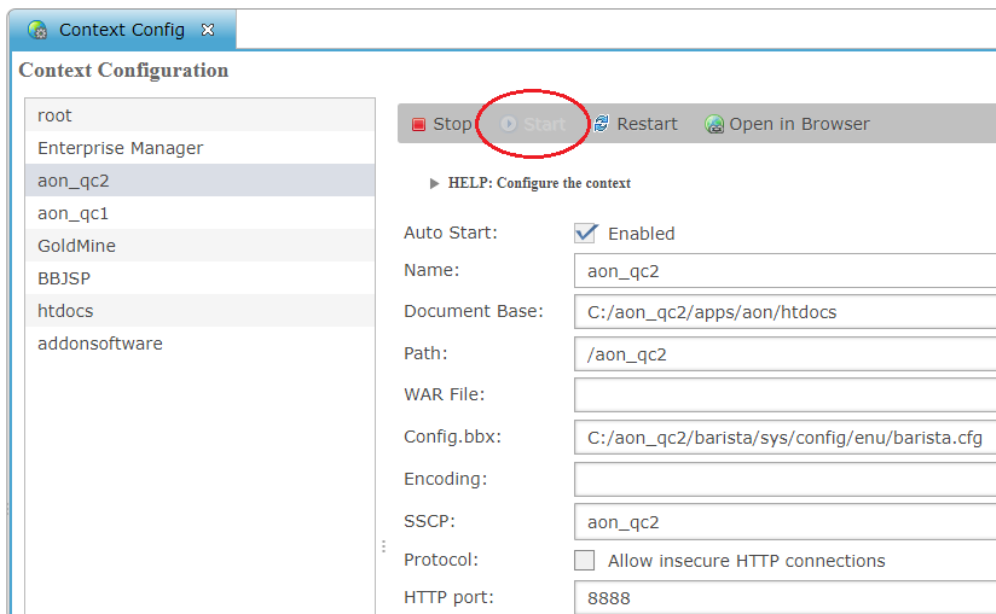 Context Config
Context Configuration
root
Enterprise Manager
aon_qc2
aon_qc1
GoldMine
BBJSP
htdocs
addonsoftware
Stop Start Restart Open in Browser
HELP: Configure the context
Auto Start: Enabled
Name: aon_qc2
Document Base: C:/aon_qc2/apps/aon/htdocs
Path: /aon_qc2
WAR File:
Config.bbx: C:/aon_qc2/barista/sys/config/enu/barista.cfg
Encoding:
SSCP: aon_qc2
Protocol: Allow insecure HTTP connections
HTTP port: 8888